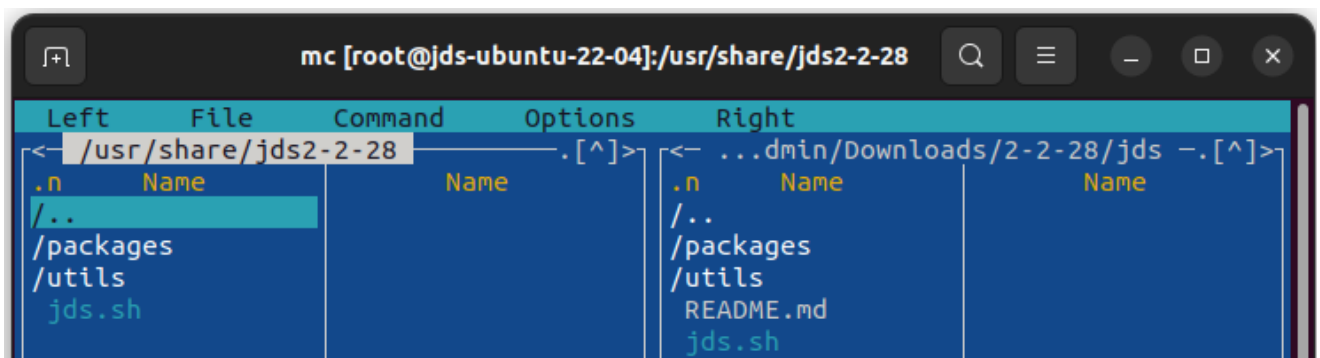 mc [root@jds-ubuntu-22-04]:/usr/share/jds2-2-28
Left File Command Options Right
<─ /usr/share/jds2-2-28 ─.[^]>
.n Name Name
/..
/packages
/utils
jds.sh
<─ ...dmin/Downloads/2-2-28/jds ─.[^]>
.n Name Name
/..
/packages
/utils
README.md
jds.sh